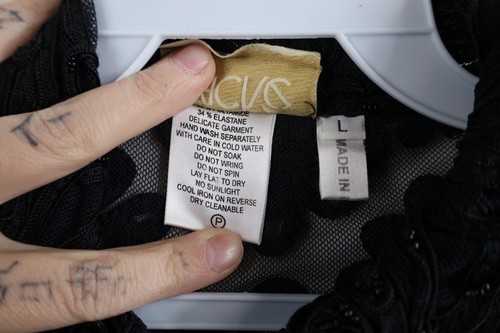 34 % ELASTANE
DELICATE GARMENT
HAND WASH SEPARATELY
WITH CARE IN COLD WATER
DO NOT SOAK
DO NOT WRING
DO NOT SPIN
LAY FLAT TO DRY
NO SUNLIGHT
COOL IRON ON REVERSE
DRY CLEANABLE
P
L
MADE IN